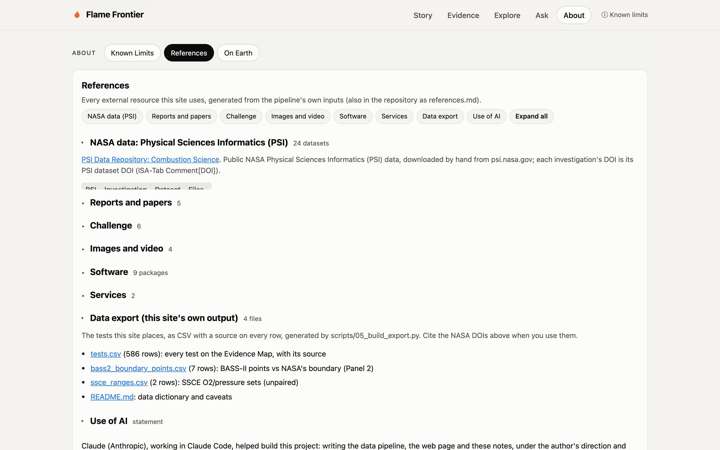 Flame Frontier
Story Evidence Explore Ask About ⓘ Known limits
ABOUT Known Limits References On Earth
References
Every external resource this site uses, generated from the pipeline's own inputs (also in the repository as references.md).
NASA data (PSI) Reports and papers Challenge Images and video Software Services Data export Use of AI Expand all
NASA data: Physical Sciences Informatics (PSI) 24 datasets
PSI Data Repository: Combustion Science. Public NASA Physical Sciences Informatics (PSI) data, downloaded by hand from psi.nasa.gov; each investigation's DOI is its
PSI dataset DOI (ISA-Tab Comment[DOI]).
PSI Investigation Dataset Files
Reports and papers 5
Challenge 6
Images and video 4
Software 9 packages
Services 2
Data export (this site's own output) 4 files
The tests this site places, as CSV with a source on every row, generated by scripts/05_build_export.py. Cite the NASA DOIs above when you use them.
• tests.csv (586 rows): every test on the Evidence Map, with its source
• bass2_boundary_points.csv (7 rows): BASS-II points vs NASA's boundary (Panel 2)
• ssce_ranges.csv (2 rows): SSCE O2/pressure sets (unpaired)
• README.md: data dictionary and caveats
Use of AI statement
Claude (Anthropic), working in Claude Code, helped build this project: writing the data pipeline, the web page and these notes, under the author's direction and